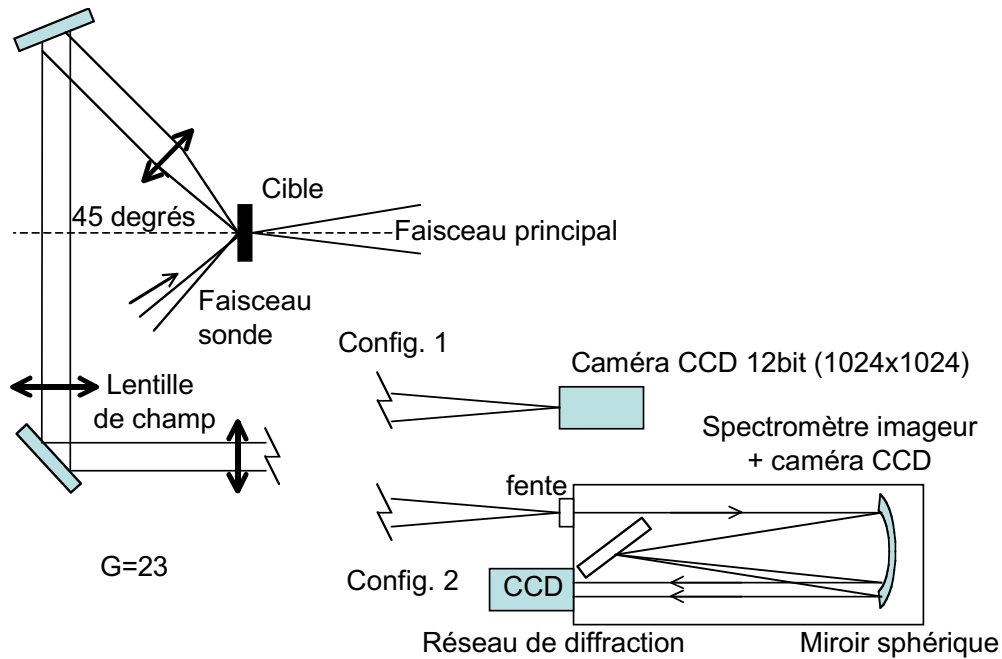 Cible
45 degrés
Faisceau principal
Faisceau
sonde
Config. 1
Caméra CCD 12bit (1024x1024)
Lentille
de champ
Spectromètre imageur
+ caméra CCD
fente
G=23
Config. 2
CCD
Réseau de diffraction
Miroir sphérique